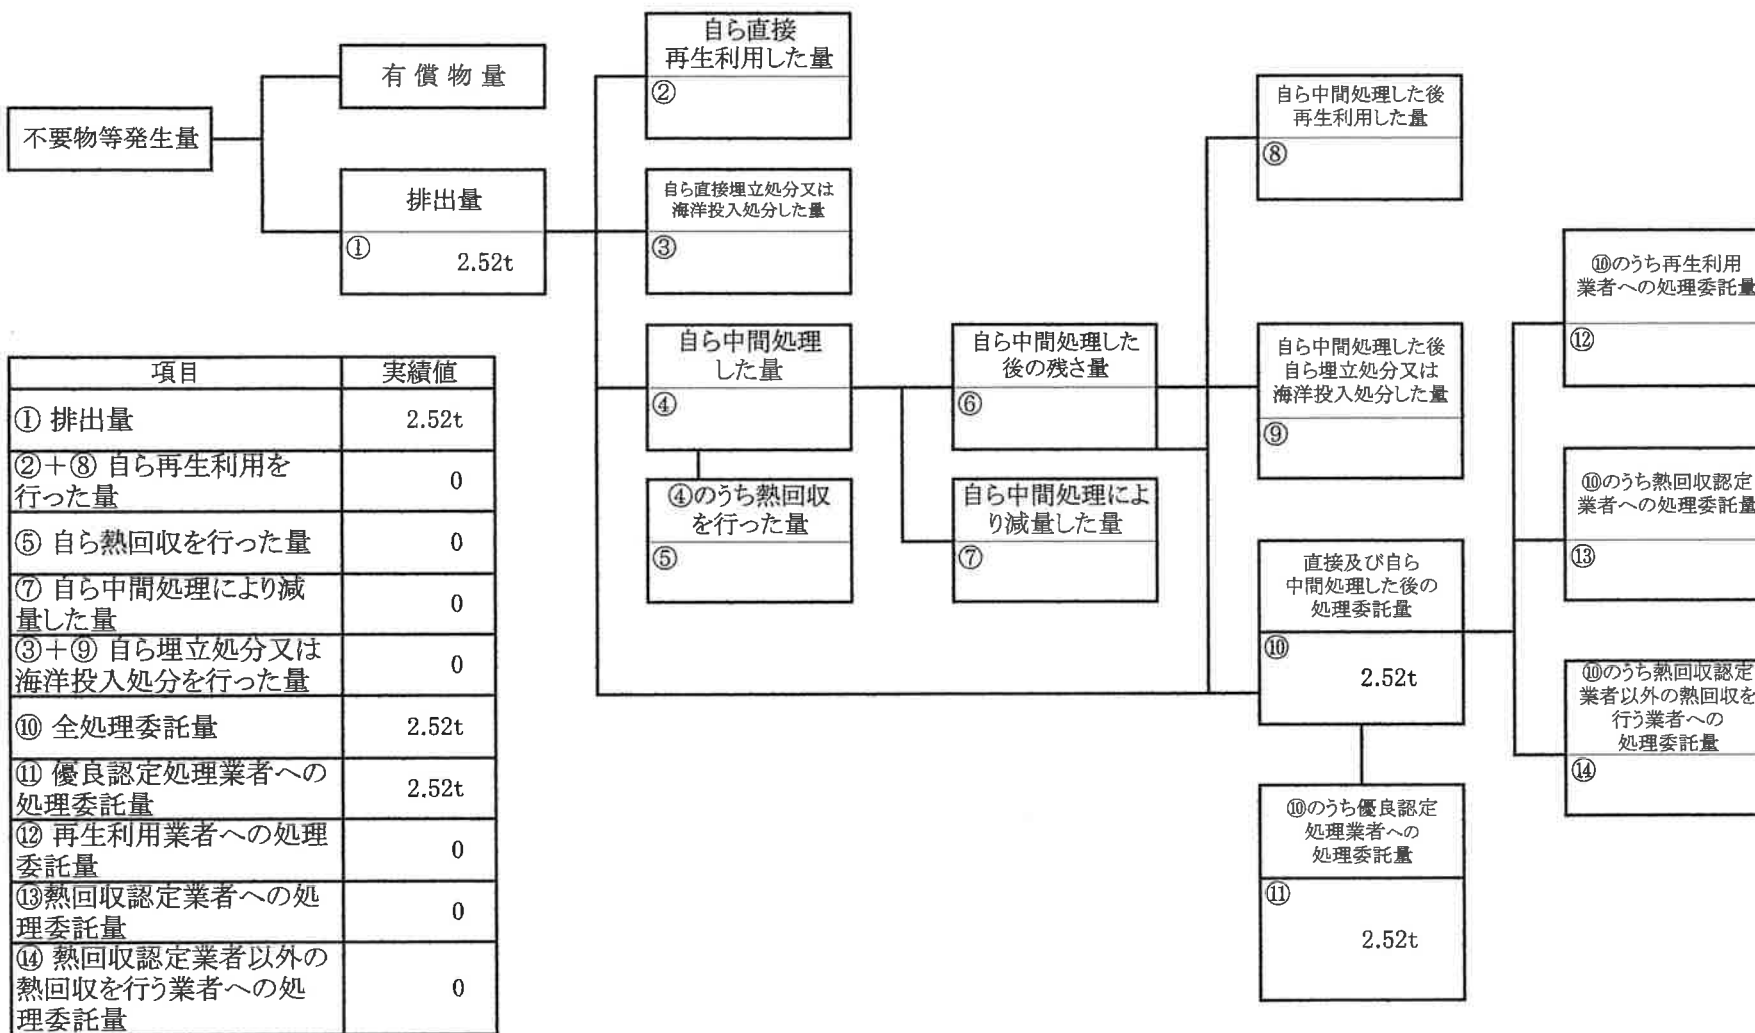 不要物等発生量
有償物量
排出量
①
2.52t
自ら直接
再生利用した量
②
自ら直接埋立処分又は
海洋投入処分した量
③
自ら中間処理
した量
④
④のうち熱回収
を行った量
⑤
自ら中間処理した
後の残さ量
⑥
自ら中間処理によ
り減量した量
⑦
自ら中間処理した後
再生利用した量
⑧
自ら中間処理した後
自ら埋立処分又は
海洋投入処分した量
⑨
直接及び自ら
中間処理した後の
処理委託量
⑩
2.52t
⑩のうち優良認定
処理業者への
処理委託量
⑪
2.52t
⑩のうち再生利用
業者への処理委託量
⑫
⑩のうち熱回収認定
業者への処理委託量
⑬
⑩のうち熱回収認定
業者以外の熱回収を
行う業者への
処理委託量
⑭
項目 実績値
① 排出量 2.52t
②+⑧ 自ら再生利用を
行った量 0
⑤ 自ら熱回収を行った量 0
⑦ 自ら中間処理により減
量した量 0
③+⑨ 自ら埋立処分又は
海洋投入処分を行った量 0
⑩ 全処理委託量 2.52t
⑪ 優良認定処理業者への
処理委託量 2.52t
⑫ 再生利用業者への処理
委託量 0
⑬熱回収認定業者への処
理委託量 0
⑭ 熱回収認定業者以外の
熱回収を行う業者への処
理委託量 0